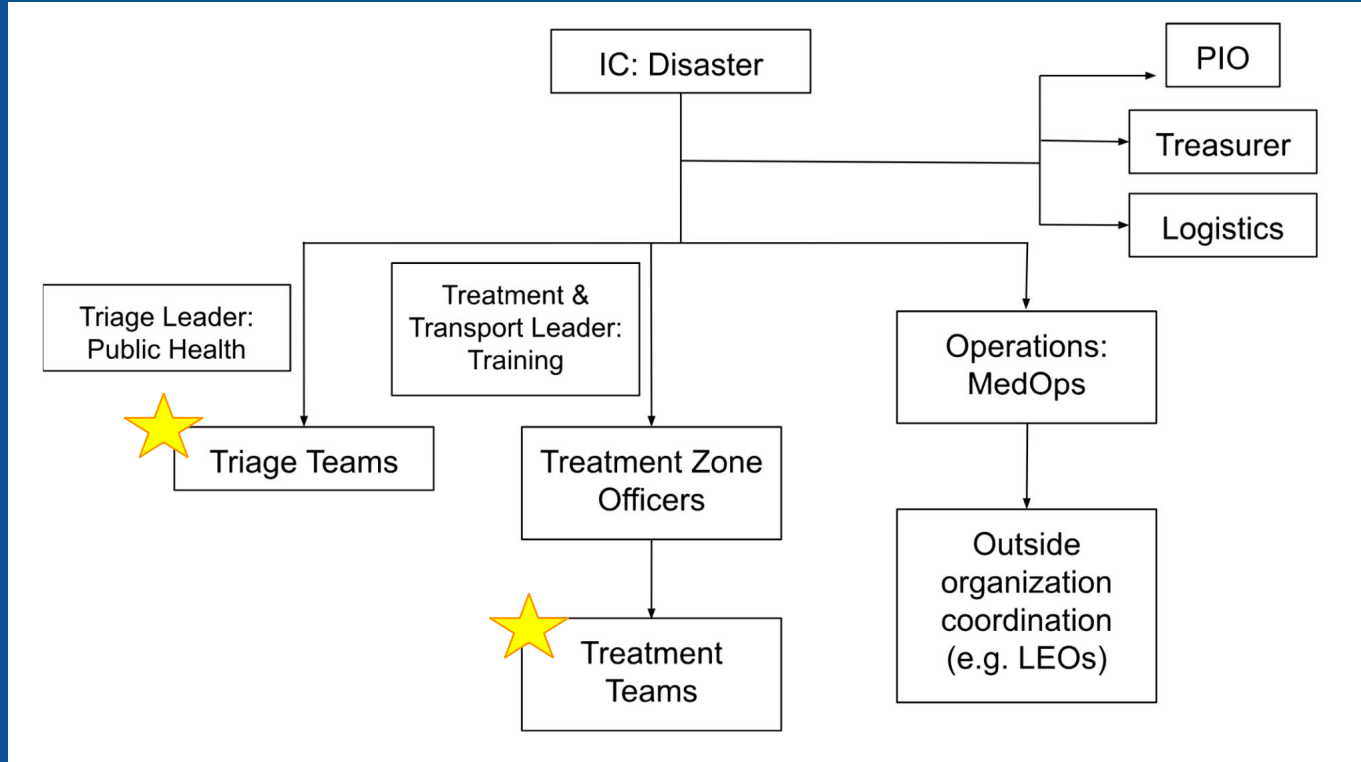 IC: Disaster
PIO
Treasurer
Logistics
Triage Leader:
Public Health
Treatment &
Transport Leader:
Training
Operations:
MedOps
Triage Teams
Treatment Zone
Officers
Outside
organization
coordination
(e.g. LEOs)
Treatment
Teams